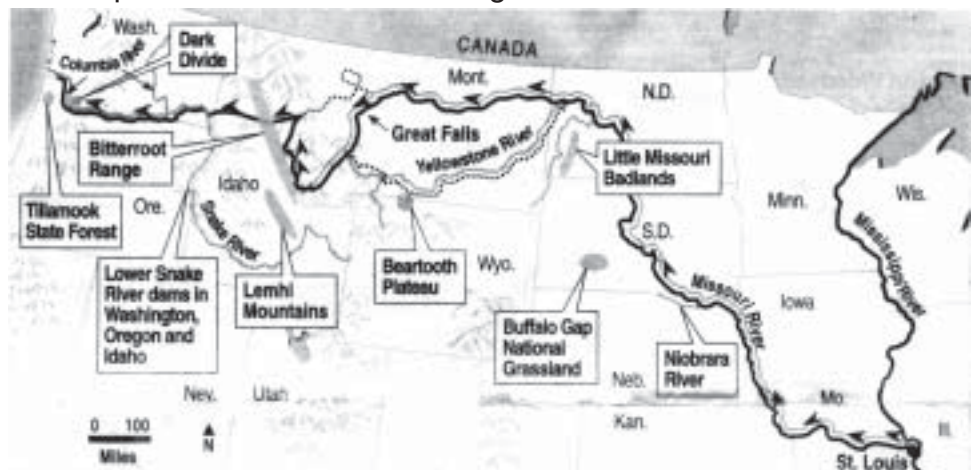 Wash.
Dark
Divide
Columbia River
CANADA
Mont.
N.D.
Great Falls
Yellowstone River
Bitterroot
Range
Little Missouri
Badlands
Minn.
Wis.
Idaho
Ore.
Tillamook
State Forest
Snake River
S.D.
Mississippi River
Beartooth
Plateau
Wyo.
Missouri River
Iowa
Lower Snake
River dams in
Washington,
Oregon and
Idaho
Lemhi
Mountains
Buffalo Gap
National
Grassland
Niobrara
River
Neb.
Nev.
Utah
Kan.
Mo.
Ill.
0 100
Miles
N
St. Louis